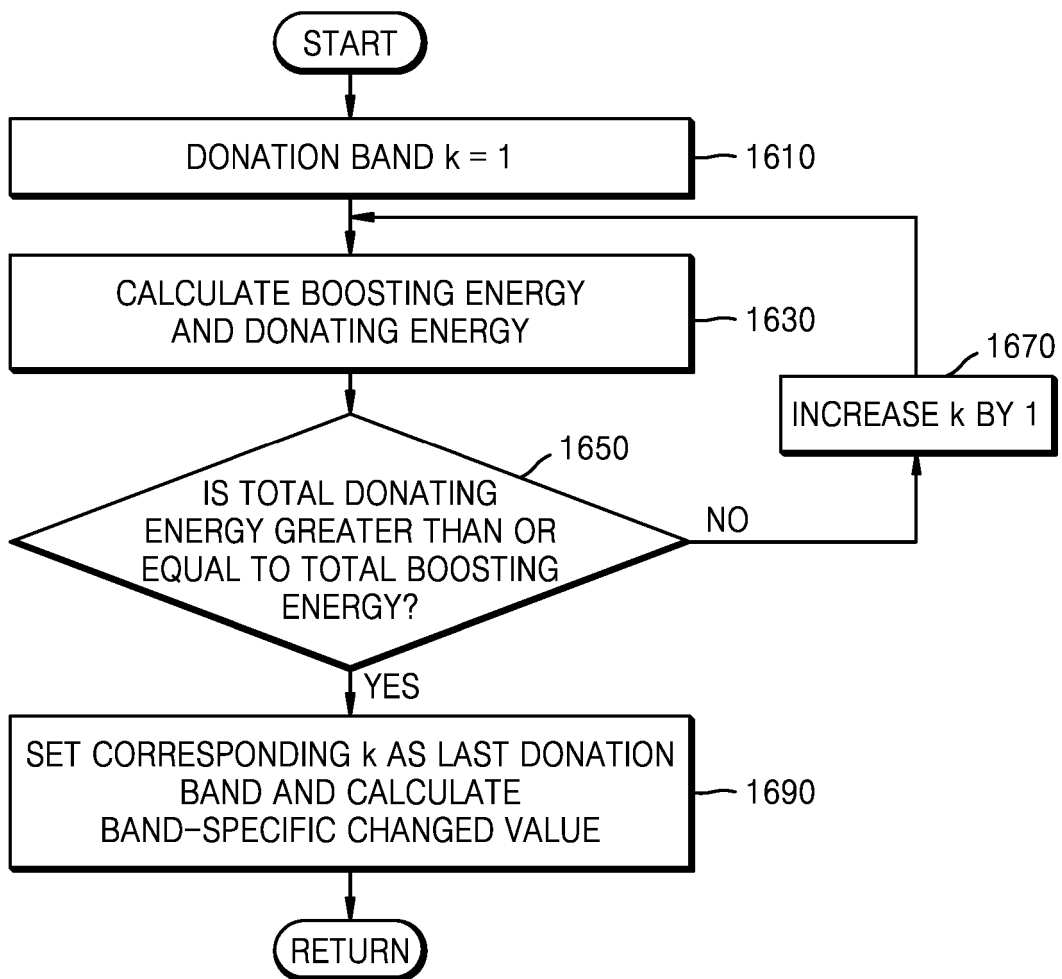 START
DONATION BAND k = 1
1610
CALCULATE BOOSTING ENERGY
AND DONATING ENERGY
1630
1670
INCREASE k BY 1
1650
IS TOTAL DONATING
ENERGY GREATER THAN OR
EQUAL TO TOTAL BOOSTING
ENERGY?
NO
YES
SET CORRESPONDING k AS LAST DONATION
BAND AND CALCULATE
BAND-SPECIFIC CHANGED VALUE
1690
RETURN